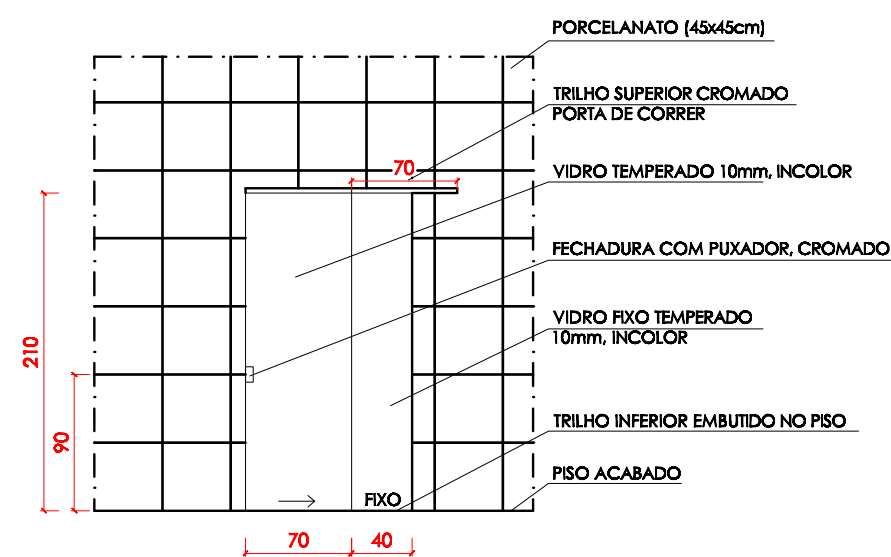 PORCELANATO (45x45cm)
TRILHO SUPERIOR CROMADO
PORTA DE CORRER
70
VIDRO TEMPERADO 10mm, INCOLOR
FECHADURA COM PUXADOR, CROMADO
VIDRO FIXO TEMPERADO
10mm, INCOLOR
210
90
TRILHO INFERIOR EMBUTIDO NO PISO
PISO ACABADO
FIXO
70
40